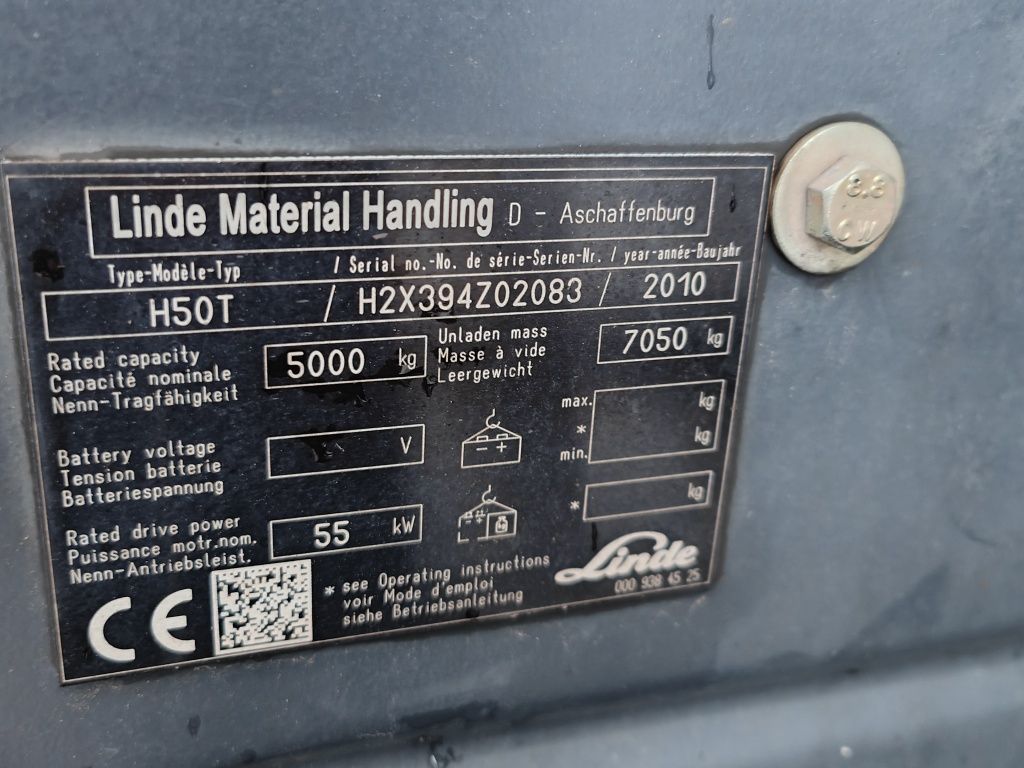 Linde Material Handling D - Aschaffenburg
Type-Modèle-Typ / Serial no.-No. de série-Serien-Nr. / year-année-Baujahr
H50T / H2X394Z02083 / 2010
Rated capacity
Capacité nominale
Nenn-Tragfähigkeit
5000 kg
Unladen mass
Masse à vide
Leergewicht
7050 kg
Battery voltage
Tension batterie
Batteriespannung
V
- +
max. kg
*
min. kg
Rated drive power
Puissance motr.nom.
Nenn-Antriebsleist.
55 kW
* kg
CE
* see Operating instructions
voir Mode d'emploi
siehe Betriebsanleitung
Linde
000 938 45 25
8.8
CW